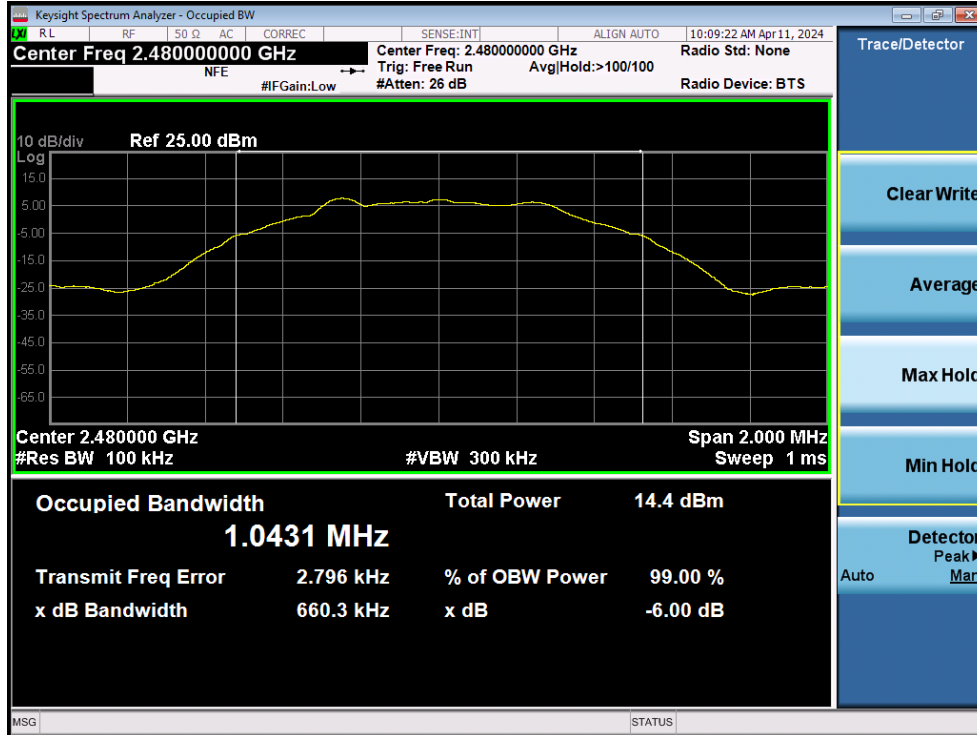 Keysight Spectrum Analyzer - Occupied BW
LXI RL RF 50 Ω AC CORREC SENSE:INT ALIGN AUTO 10:09:22 AM Apr 11, 2024
Center Freq 2.480000000 GHz
NFE
#IFGain:Low
Center Freq: 2.480000000 GHz
Trig: Free Run Avg|Hold:>100/100
#Atten: 26 dB
Radio Std: None
Radio Device: BTS
10 dB/div Ref 25.00 dBm
Log
15.0
5.00
-5.00
-15.0
-25.0
-35.0
-45.0
-55.0
-65.0
Center 2.480000 GHz Span 2.000 MHz
#Res BW 100 kHz #VBW 300 kHz Sweep 1 ms
Occupied Bandwidth Total Power 14.4 dBm
1.0431 MHz
Transmit Freq Error 2.796 kHz % of OBW Power 99.00 %
x dB Bandwidth 660.3 kHz x dB -6.00 dB
MSG STATUS
Trace/Detector
Clear Write
Average
Max Hold
Min Hold
Detector
Peak
Auto Man